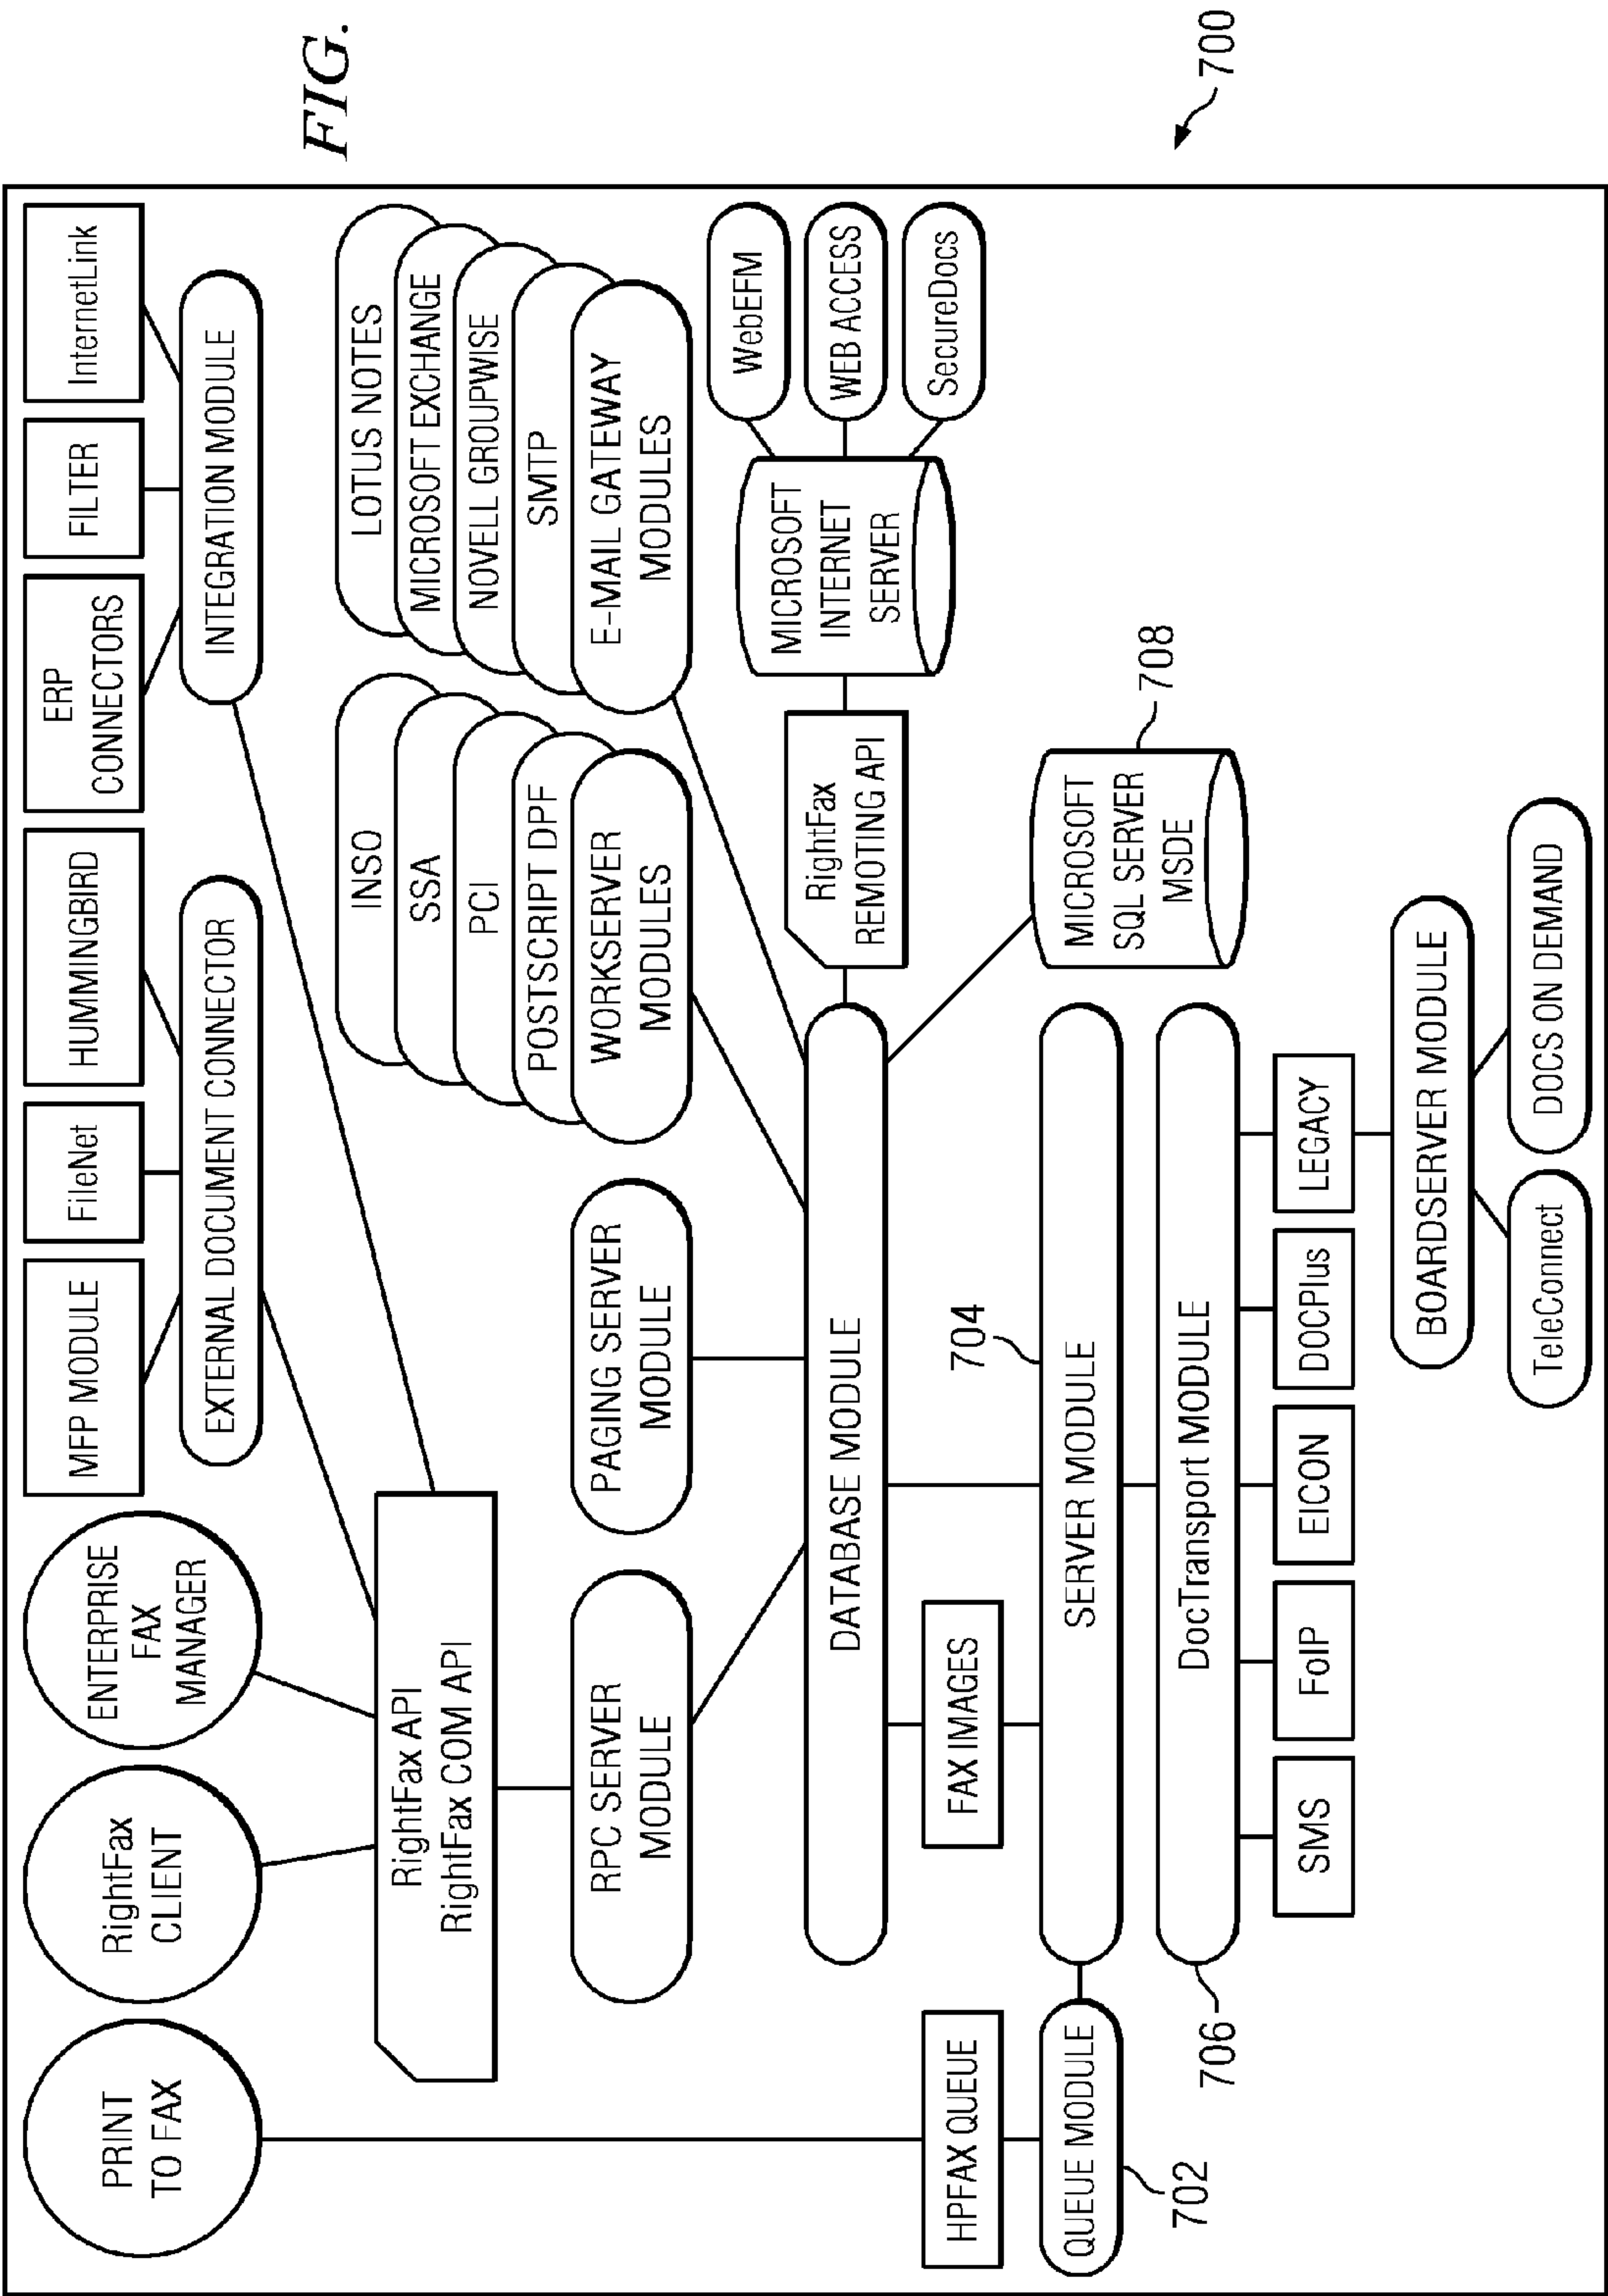 FIG.
700
PRINT
TO FAX
RightFax
CLIENT
ENTERPRISE
FAX
MANAGER
MFP MODULE
FileNet
HUMMINGBIRD
ERP
CONNECTORS
FILTER
InternetLink
EXTERNAL DOCUMENT CONNECTOR
INTEGRATION MODULE
RightFax API
RightFax COM API
INSO
SSA
PCI
POSTSCRIPT DPF
WORKSERVER
MODULES
LOTUS NOTES
MICROSOFT EXCHANGE
NOVELL GROUPWISE
SMTP
E-MAIL GATEWAY
MODULES
RPC SERVER
MODULE
PAGING SERVER
MODULE
DATABASE MODULE
RightFax
REMOTING API
MICROSOFT
INTERNET
SERVER
WebEFM
WEB ACCESS
SecureDocs
HPFAX QUEUE
FAX IMAGES
704
708
QUEUE MODULE
702
SERVER MODULE
MICROSOFT
SQL SERVER
MSDE
DocTransport MODULE
706
SMS
FoIP
EICON
DOCPlus
LEGACY
BOARDSERVER MODULE
TeleConnect
DOCS ON DEMAND